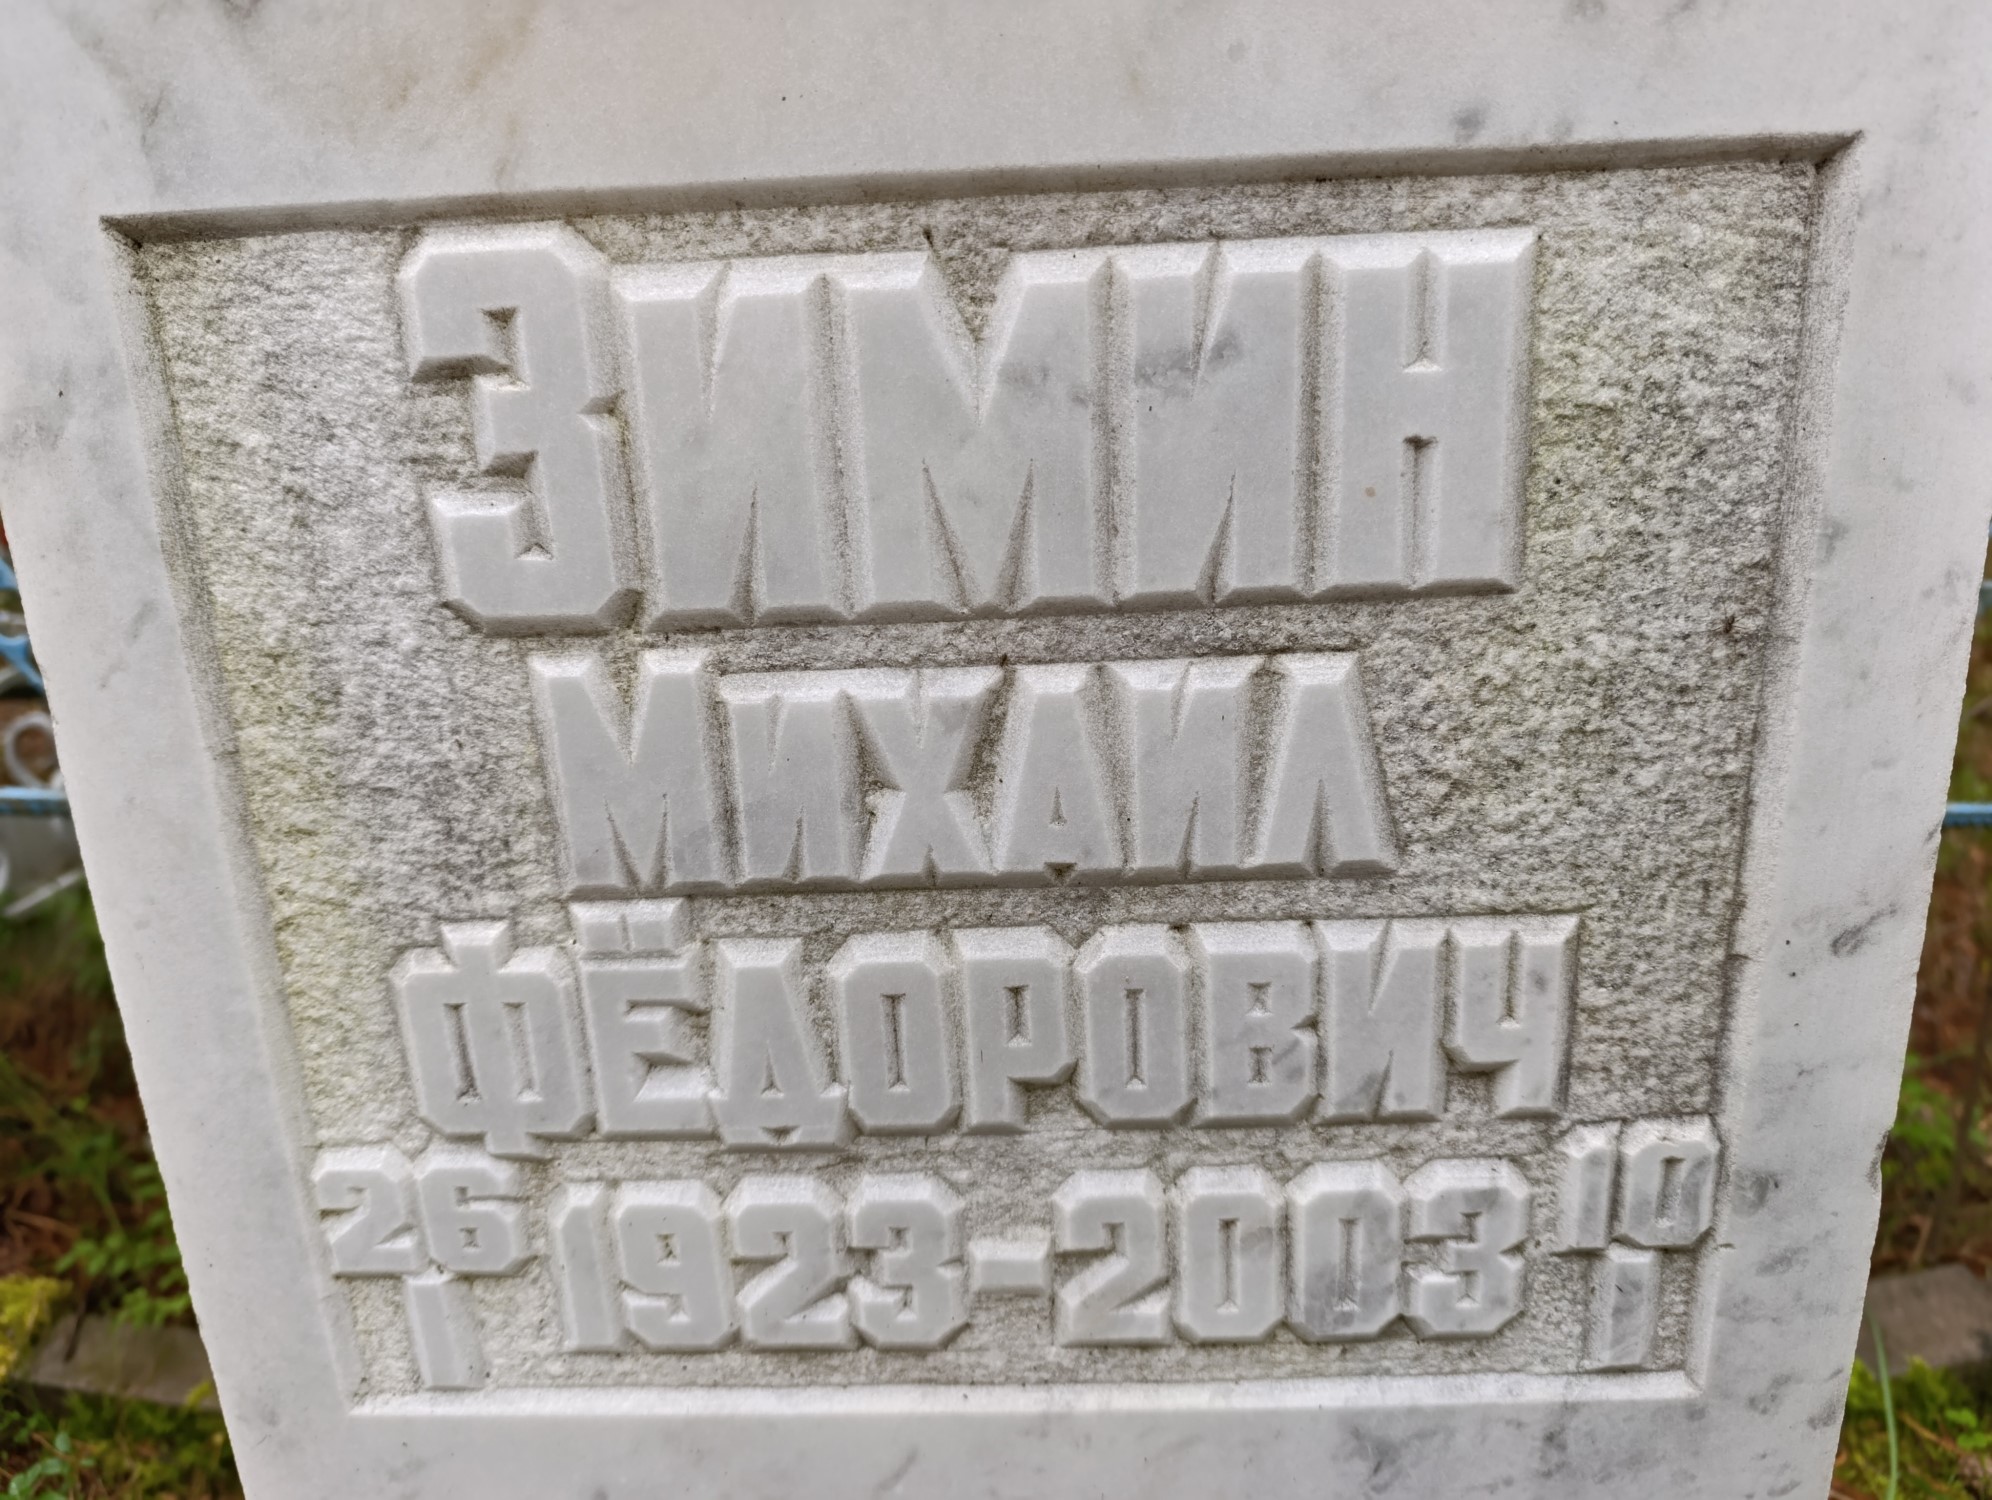 Зимин
Михаил
Фёдорович
26 1923-2003 10
I I